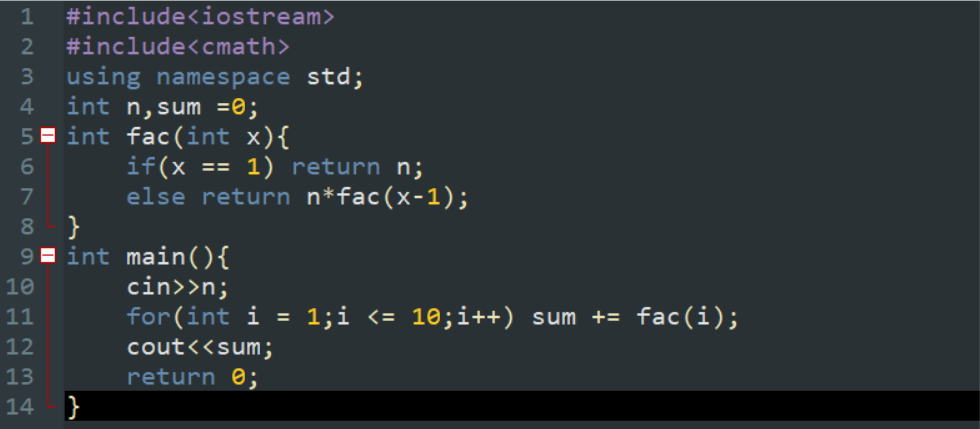 1 #include<iostream>
2 #include<cmath>
3 using namespace std;
4 int n,sum =0;
5 int fac(int x){
6     if(x == 1) return n;
7     else return n*fac(x-1);
8 }
9 int main(){
10     cin>>n;
11     for(int i = 1;i <= 10;i++) sum += fac(i);
12     cout<<sum;
13     return 0;
14 }